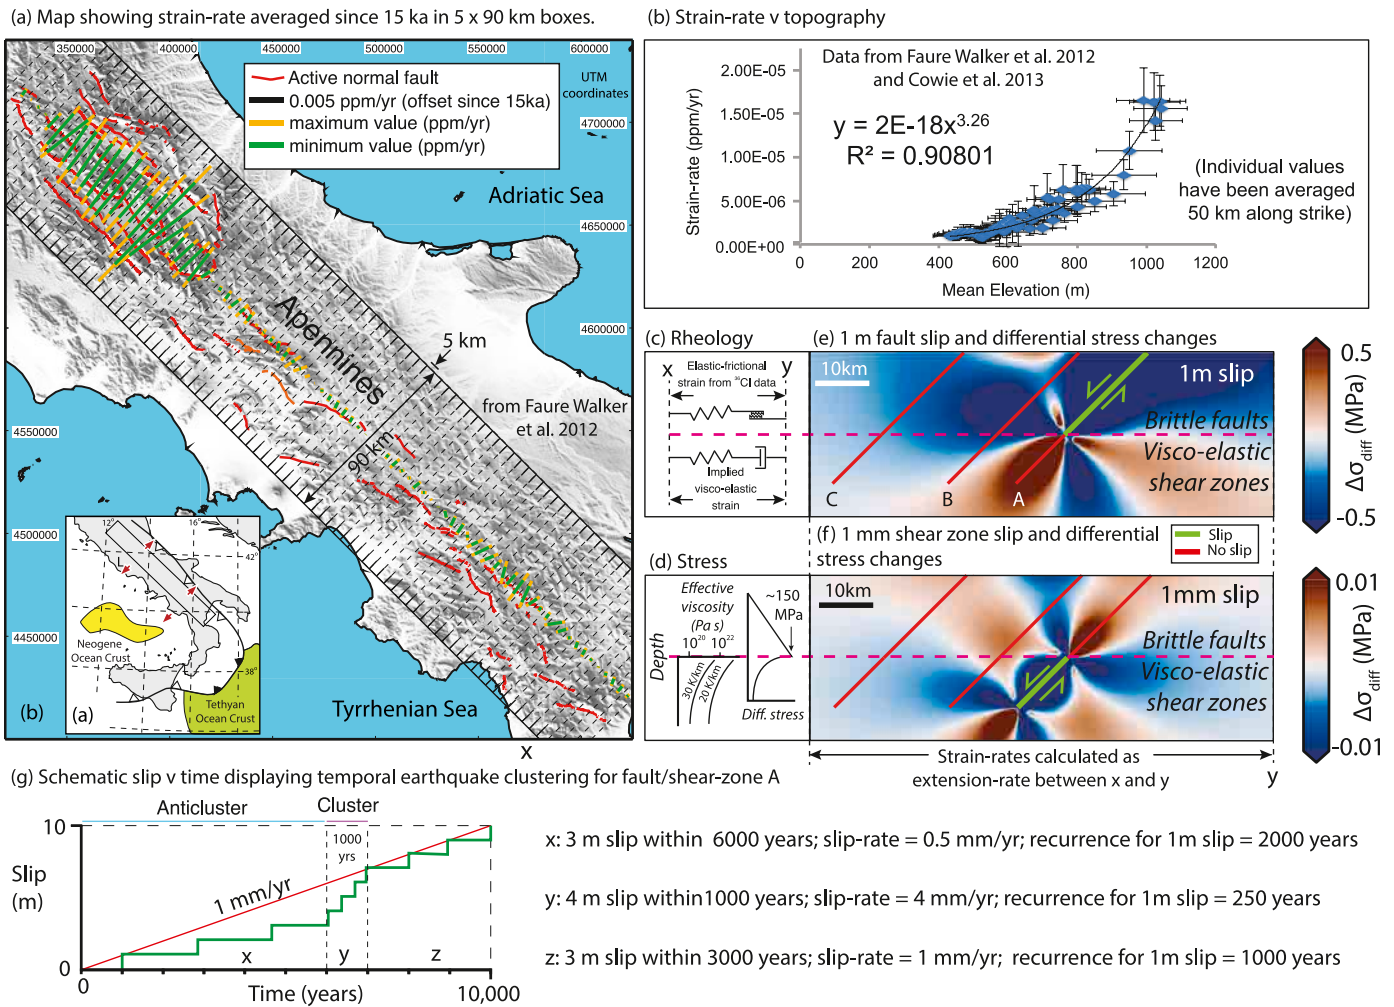 (a) Map showing strain-rate averaged since 15 ka in 5 x 90 km boxes.
350000
400000
450000
500000
550000
600000
Active normal fault
0.005 ppm/yr (offset since 15ka)
maximum value (ppm/yr)
minimum value (ppm/yr)
UTM
coordinates
4700000
4650000
4600000
4550000
4500000
4450000
Adriatic Sea
Apennines
5 km
90 km
from Faure Walker
et al. 2012
Tyrrhenian Sea
x
y
12°
16°
42°
38°
Neogene
Ocean Crust
Tethyan
Ocean Crust
(a)
(b)
(b) Strain-rate v topography
Data from Faure Walker et al. 2012
and Cowie et al. 2013
y = 2E-18x3.26
R² = 0.90801
(Individual values
have been averaged
50 km along strike)
Strain-rate (ppm/yr)
2.00E-05
1.50E-05
1.00E-05
5.00E-06
0.00E+00
0
200
400
600
800
1000
1200
Mean Elevation (m)
(c) Rheology
x
y
Elastic-frictional
strain from ³⁶Cl data
Implied
visco-elastic
strain
(d) Stress
Effective
viscosity
(Pa s)
10²⁰
10²²
Depth
30 K/km
20 K/km
~150
MPa
Diff. stress
(e) 1 m fault slip and differential stress changes
10km
1m slip
Brittle faults
Visco-elastic
shear zones
C
B
A
0.5
-0.5
Δσdiff (MPa)
(f) 1 mm shear zone slip and differential
stress changes
Slip
No slip
10km
1mm slip
Brittle faults
Visco-elastic
shear zones
0.01
-0.01
Δσdiff (MPa)
Strain-rates calculated as
extension-rate between x and y
(g) Schematic slip v time displaying temporal earthquake clustering for fault/shear-zone A
Anticluster
Cluster
1000
yrs
10
Slip
(m)
0
1 mm/yr
x
y
z
0
Time (years)
10,000
x: 3 m slip within 6000 years; slip-rate = 0.5 mm/yr; recurrence for 1m slip = 2000 years
y: 4 m slip within1000 years; slip-rate = 4 mm/yr; recurrence for 1m slip = 250 years
z: 3 m slip within 3000 years; slip-rate = 1 mm/yr; recurrence for 1m slip = 1000 years